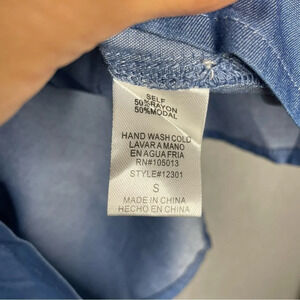 SELF
50%RAYON
50%MODAL
HAND WASH COLD
LAVAR A MANO
EN AGUA FRIA
RN#105013
STYLE#12301
S
MADE IN CHINA
HECHO EN CHINA